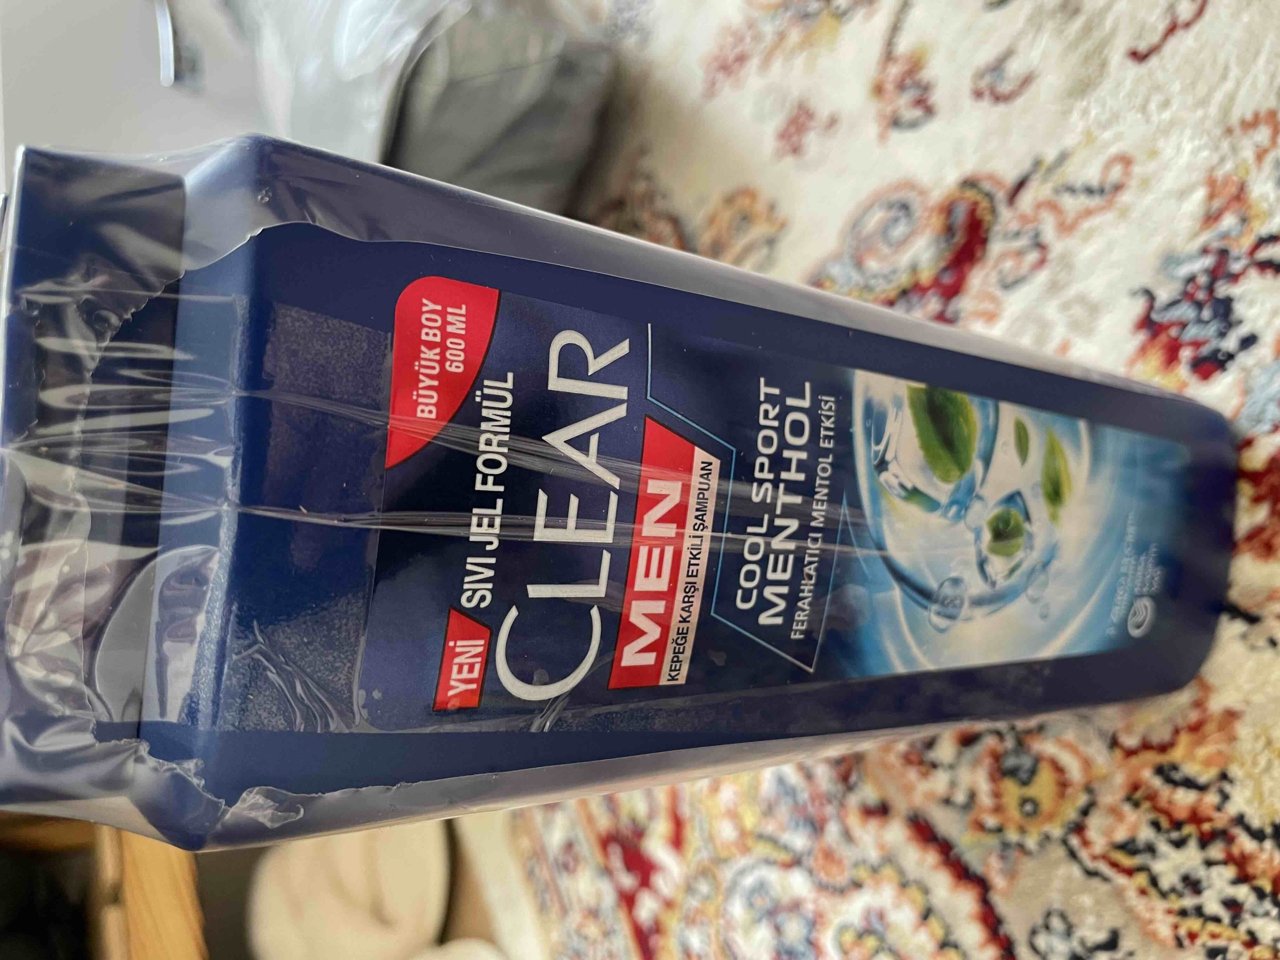 BÜYÜK BOY
600 ML
YENİ
SIVI JEL FORMÜL
CLEAR
MEN
KEPEĞE KARŞI ETKİLİ ŞAMPUAN
COOL SPORT
MENTHOL
FERAHLATICI MENTOL ETKİSİ